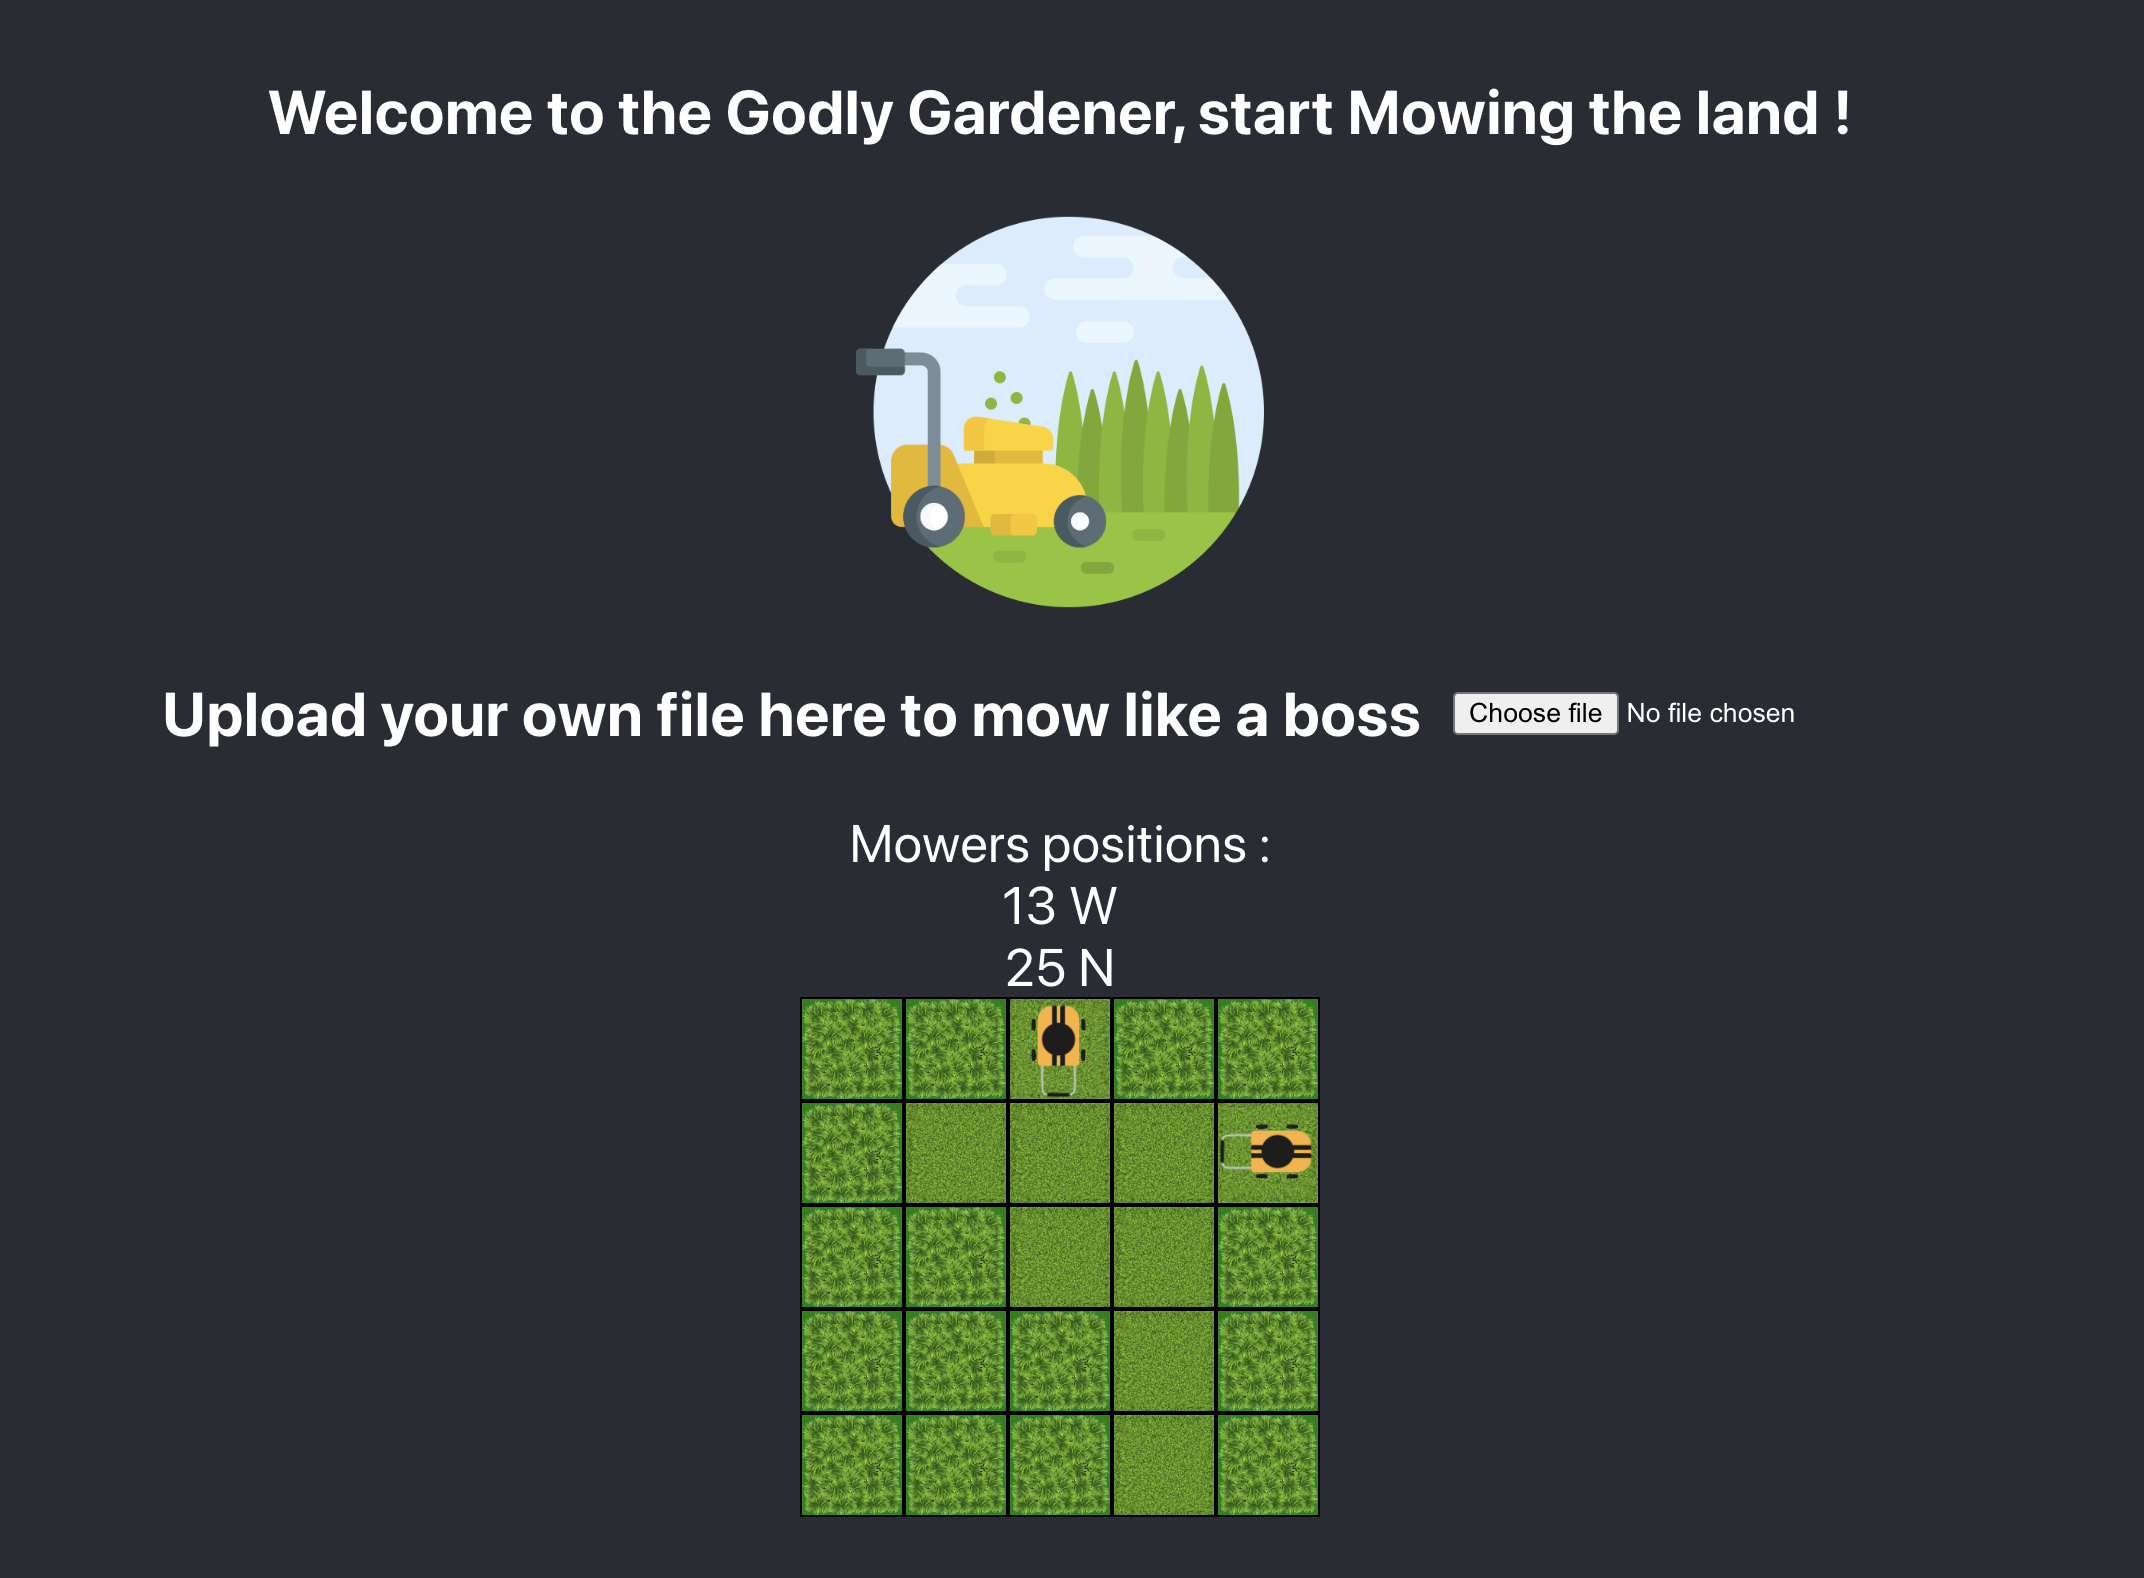 Welcome to the Godly Gardener, start Mowing the land !
Upload your own file here to mow like a boss Choose file No file chosen
Mowers positions :
13 W
25 N